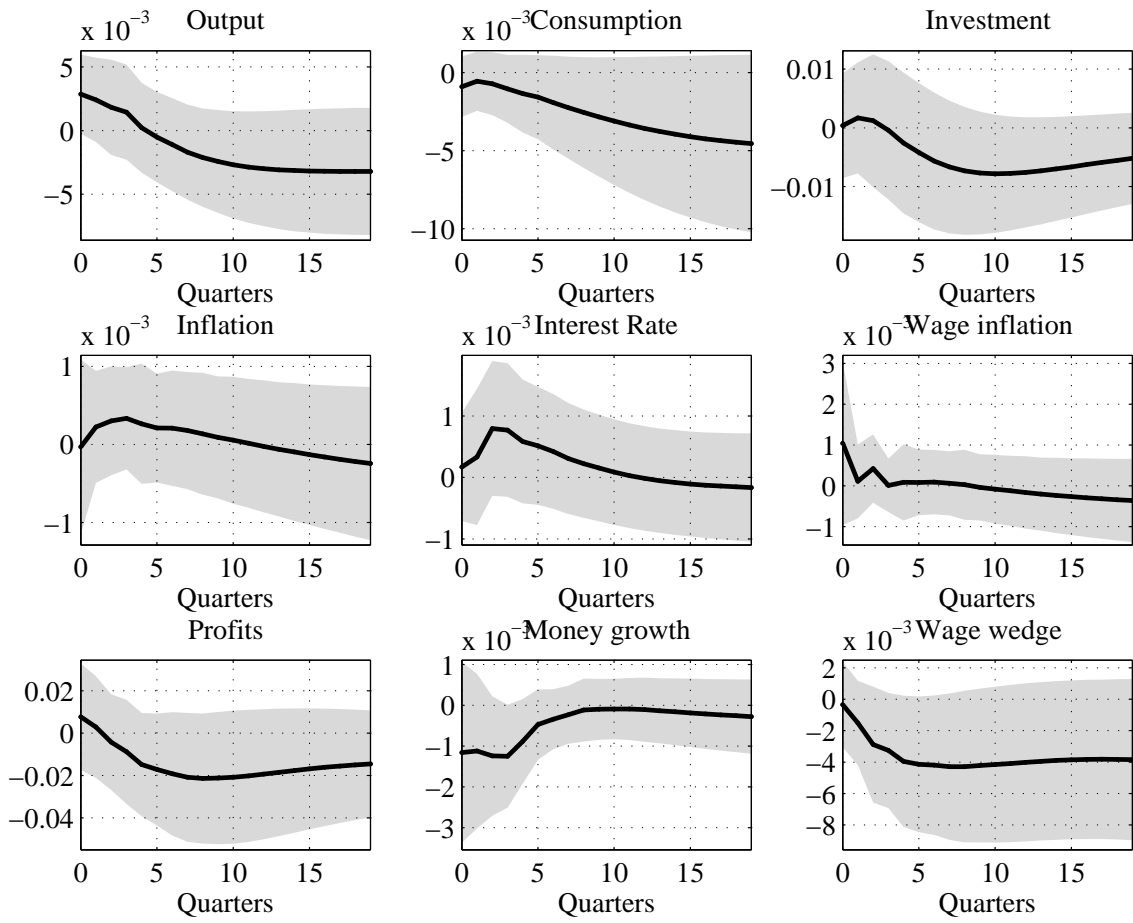 x 10−3 Output
5
0
−5
0 5 10 15
Quarters
x 10−3 Consumption
0
−5
−10
0 5 10 15
Quarters
Investment
0.01
0
−0.01
0 5 10 15
Quarters
x 10−3 Inflation
1
0
−1
0 5 10 15
Quarters
x 10−3 Interest Rate
1
0
−1
0 5 10 15
Quarters
x 10−3 Wage inflation
3
2
1
0
−1
0 5 10 15
Quarters
Profits
0.02
0
−0.02
−0.04
0 5 10 15
Quarters
x 10−3 Money growth
1
0
−1
−2
−3
0 5 10 15
Quarters
x 10−3 Wage wedge
2
0
−2
−4
−6
−8
0 5 10 15
Quarters